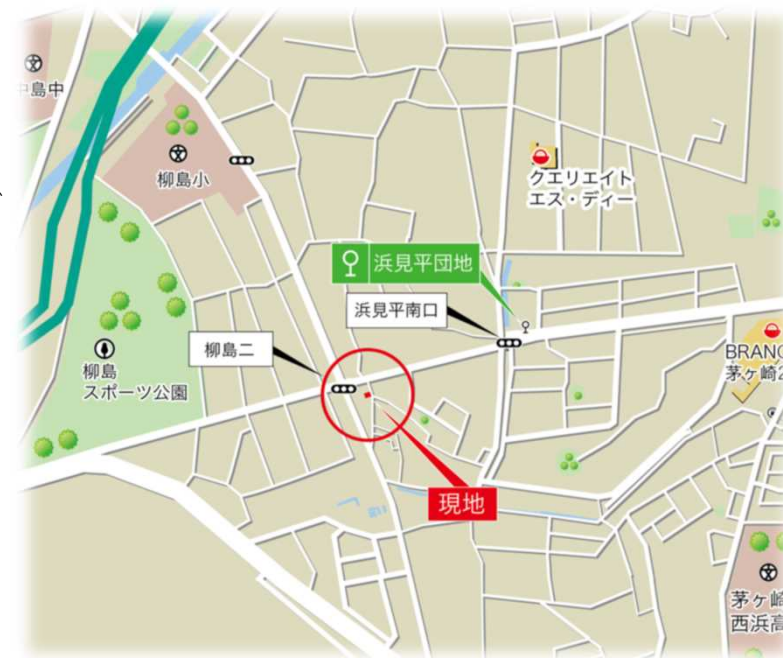 中島中
柳島小
クエリエイト
エス・ディー
浜見平団地
浜見平南口
柳島二
BRANC
茅ヶ崎2
柳島
スポーツ公園
現地
茅ヶ崎
西浜高